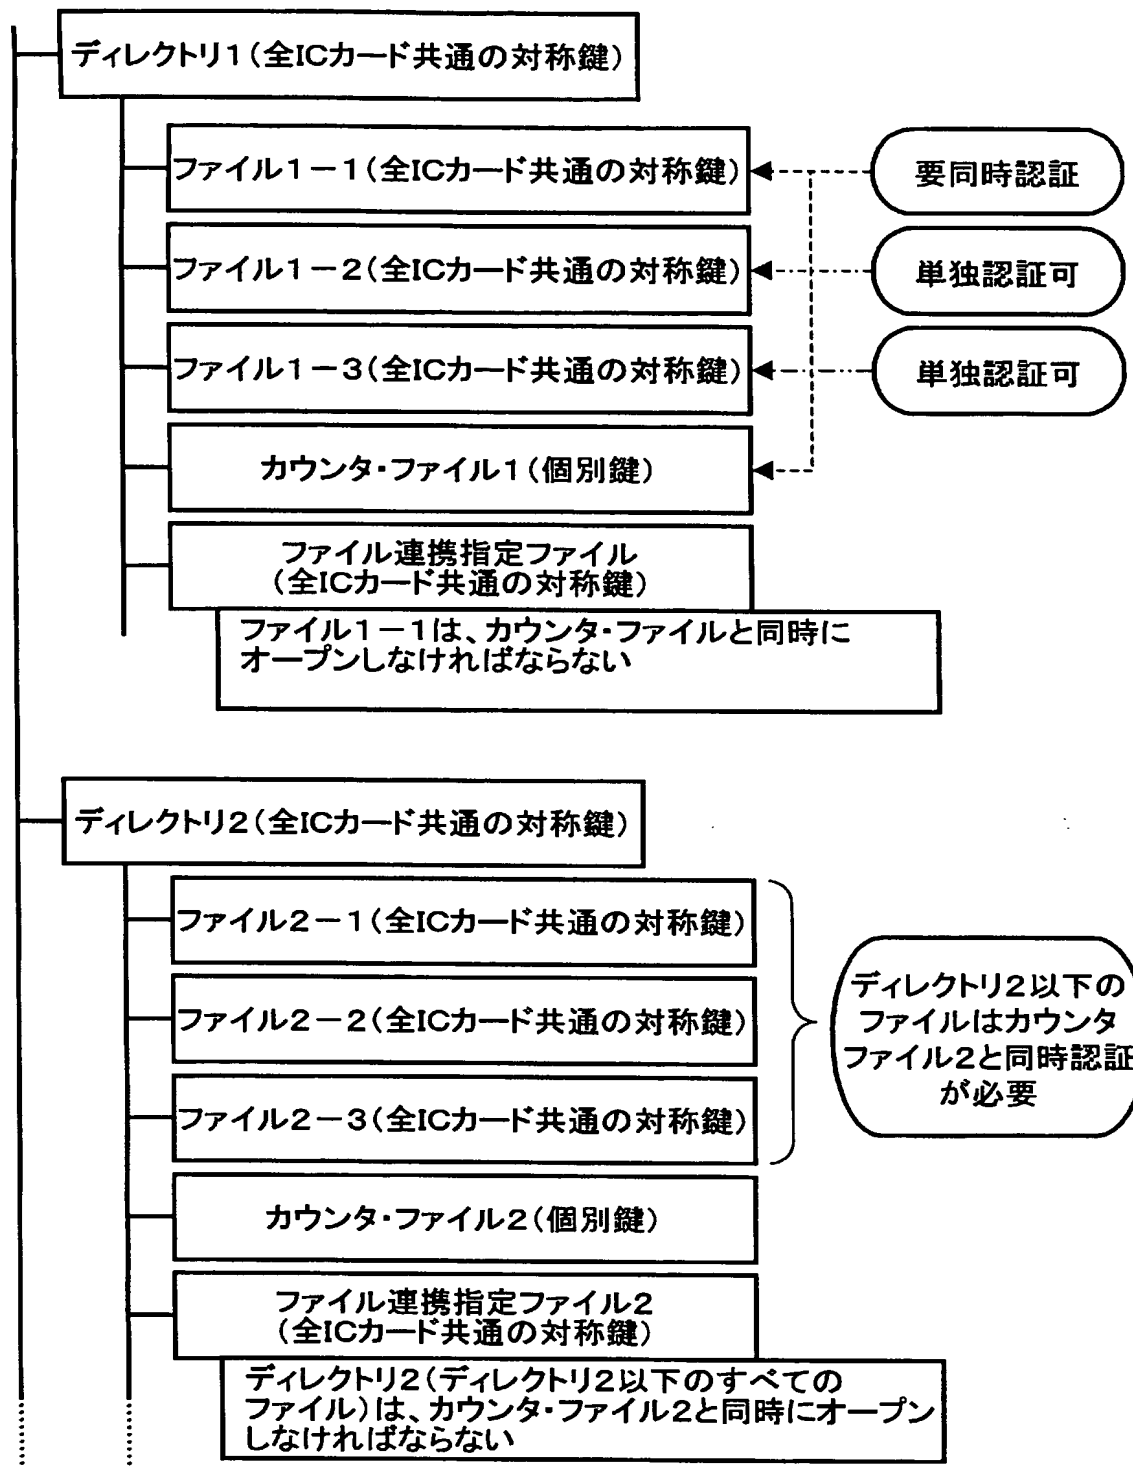 ディレクトリ1(全ICカード共通の対称鍵)
ファイル1－1(全ICカード共通の対称鍵)
要同時認証
ファイル1－2(全ICカード共通の対称鍵)
単独認証可
ファイル1－3(全ICカード共通の対称鍵)
単独認証可
カウンタ・ファイル1(個別鍵)
ファイル連携指定ファイル
(全ICカード共通の対称鍵)
ファイル1－1は、カウンタ・ファイルと同時に
オープンしなければならない
ディレクトリ2(全ICカード共通の対称鍵)
ファイル2－1(全ICカード共通の対称鍵)
ファイル2－2(全ICカード共通の対称鍵)
ファイル2－3(全ICカード共通の対称鍵)
ディレクトリ2以下の
ファイルはカウンタ
ファイル2と同時認証
が必要
カウンタ・ファイル2(個別鍵)
ファイル連携指定ファイル2
(全ICカード共通の対称鍵)
ディレクトリ2(ディレクトリ2以下のすべての
ファイル)は、カウンタ・ファイル2と同時にオープン
しなければならない